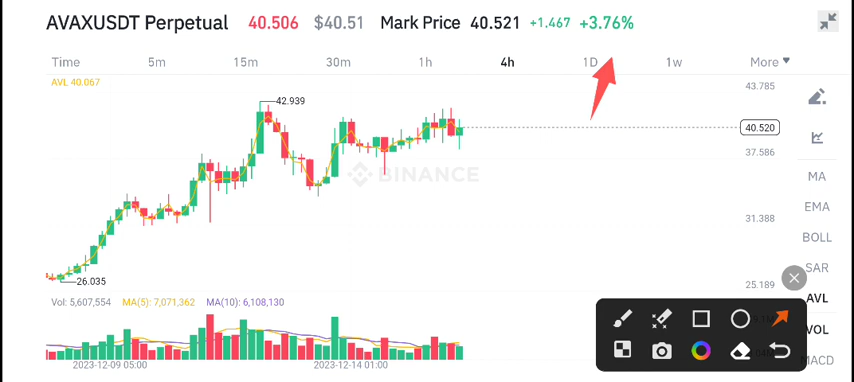 AVAXUSDT Perpetual 40.506 $40.51 Mark Price 40.521 +1.467 +3.76%
Time 5m 15m 30m 1h 4h 1D 1w More
AVL 40.067
43.785
42.939
40.520
37.586
BINANCE
MA
EMA
31.388
BOLL
SAR
26.035
25.189
AVL
Vol: 5,607,554 MA(5): 7,071,362 MA(10): 6,108,130
VOL
MACD
2023-12-09 05:00 2023-12-14 01:00